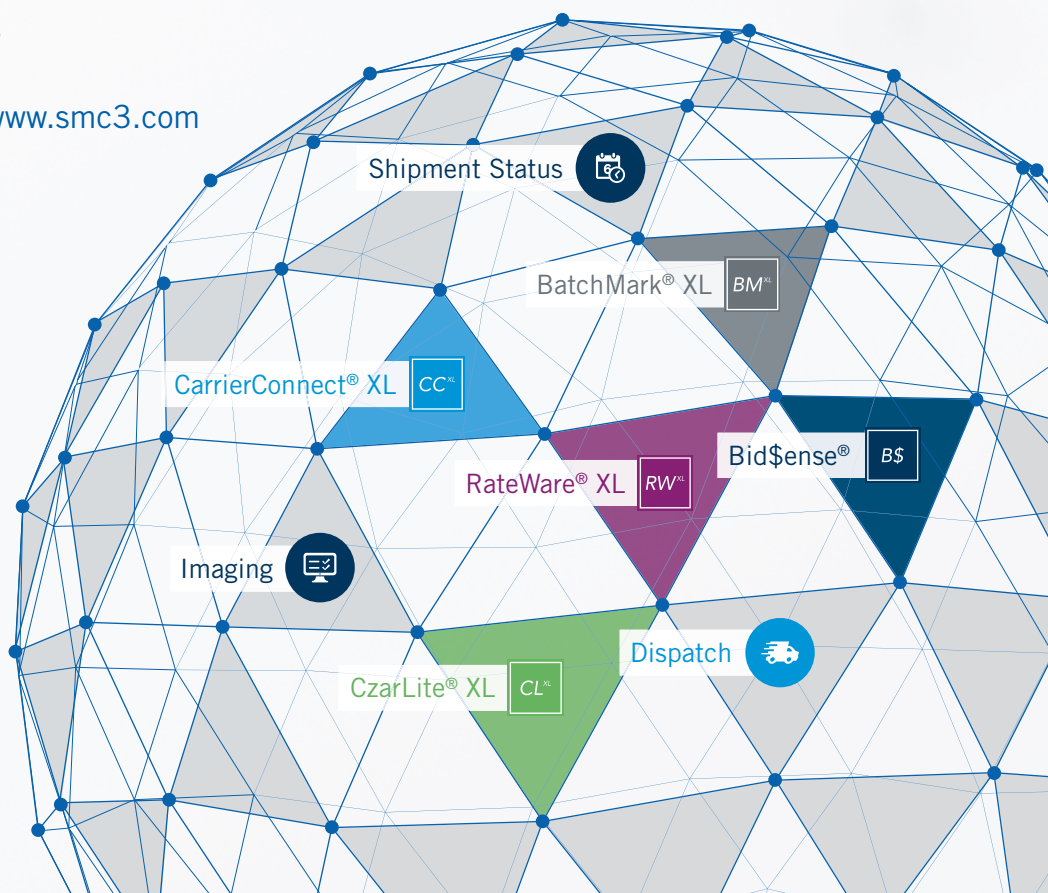 www.smc3.com
Shipment Status
6
BatchMark® XL
BM XL
CarrierConnect® XL
CC XL
RateWare® XL
RW XL
Bid$ense®
B$
Imaging
Dispatch
CzarLite® XL
CL XL